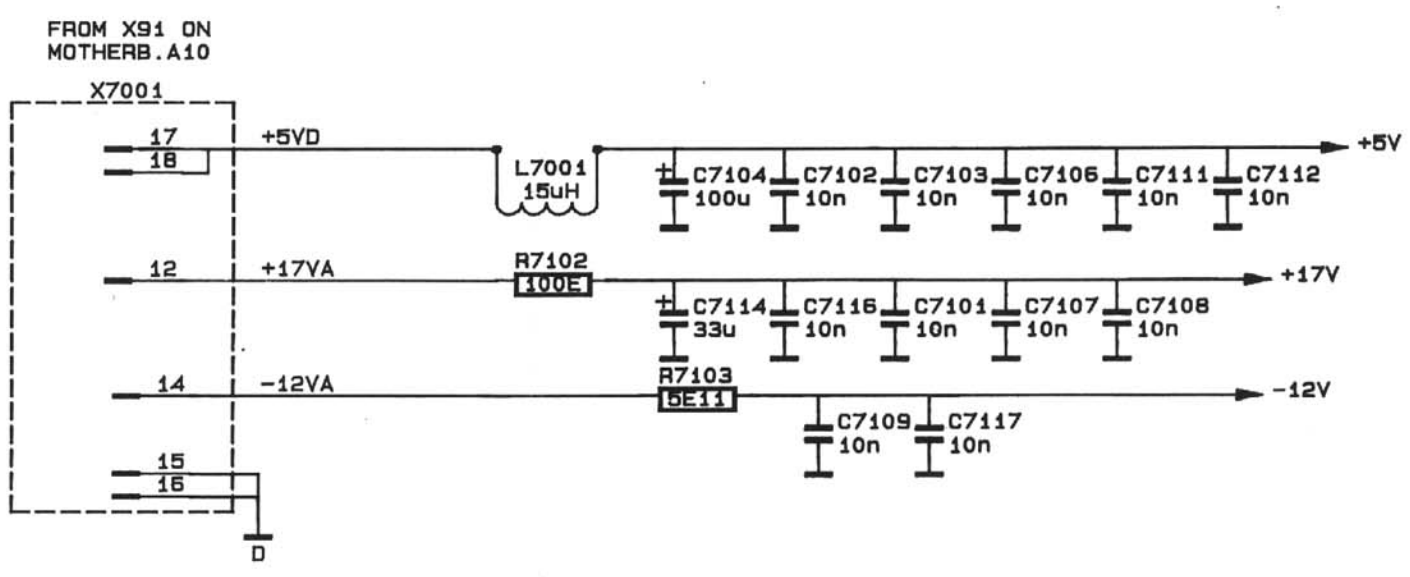 FROM X91 ON
MOTHERB.A10
X7001
17 +5VD
18
L7001
15uH
+5V
+ C7104 C7102 C7103 C7106 C7111 C7112
100u 10n 10n 10n 10n 10n
12 +17VA
R7102
100E
+17V
+ C7114 C7116 C7101 C7107 C7108
33u 10n 10n 10n 10n
14 -12VA
R7103
5E11
-12V
C7109 C7117
10n 10n
15
16
D